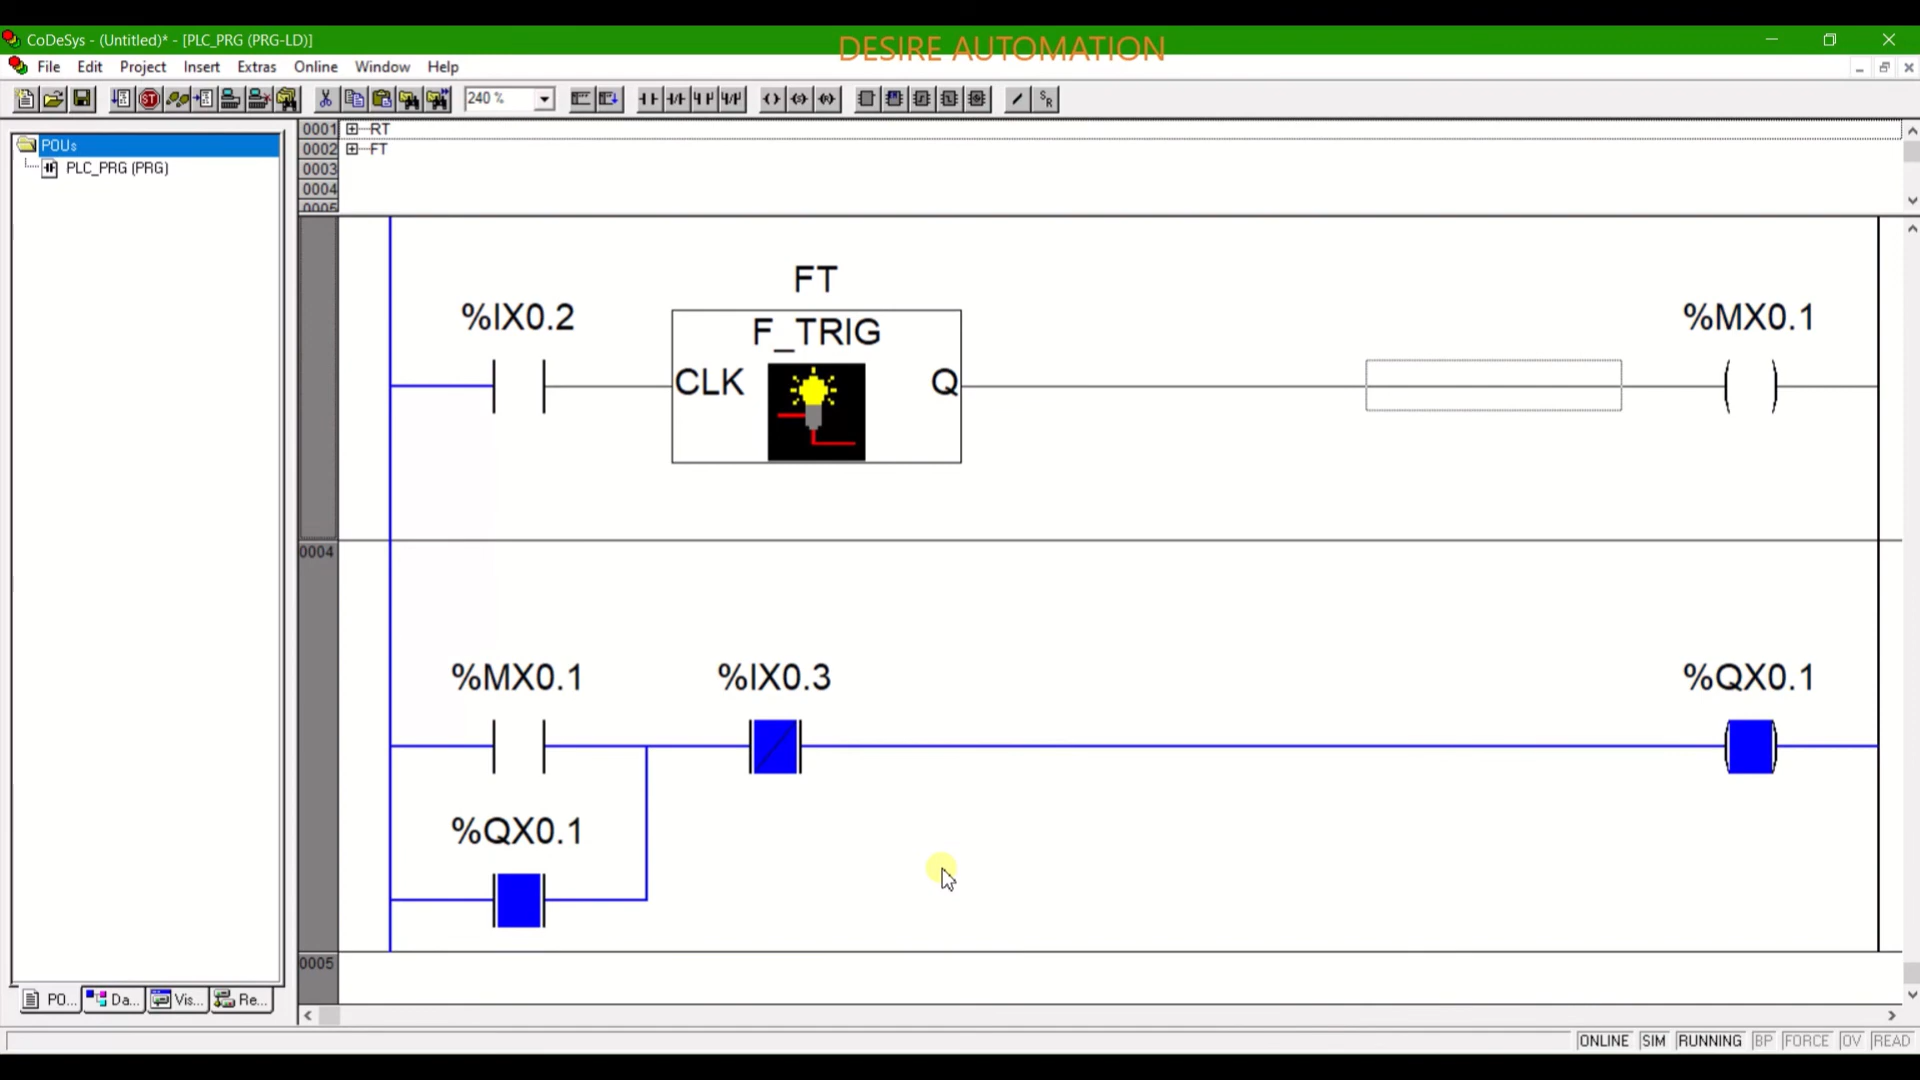 CoDeSys - (Untitled)* - [PLC_PRG (PRG-LD)]
DESIRE AUTOMATION
File Edit Project Insert Extras Online Window Help
240 %
POUs
PLC_PRG (PRG)
0001 RT
0002 FT
0003
0004
0005
FT
%IX0.2
F_TRIG
%MX0.1
CLK
Q
0004
%MX0.1
%IX0.3
%QX0.1
%QX0.1
0005
PO... Da... Vis... Re...
ONLINE SIM RUNNING BP FORCE OV READ